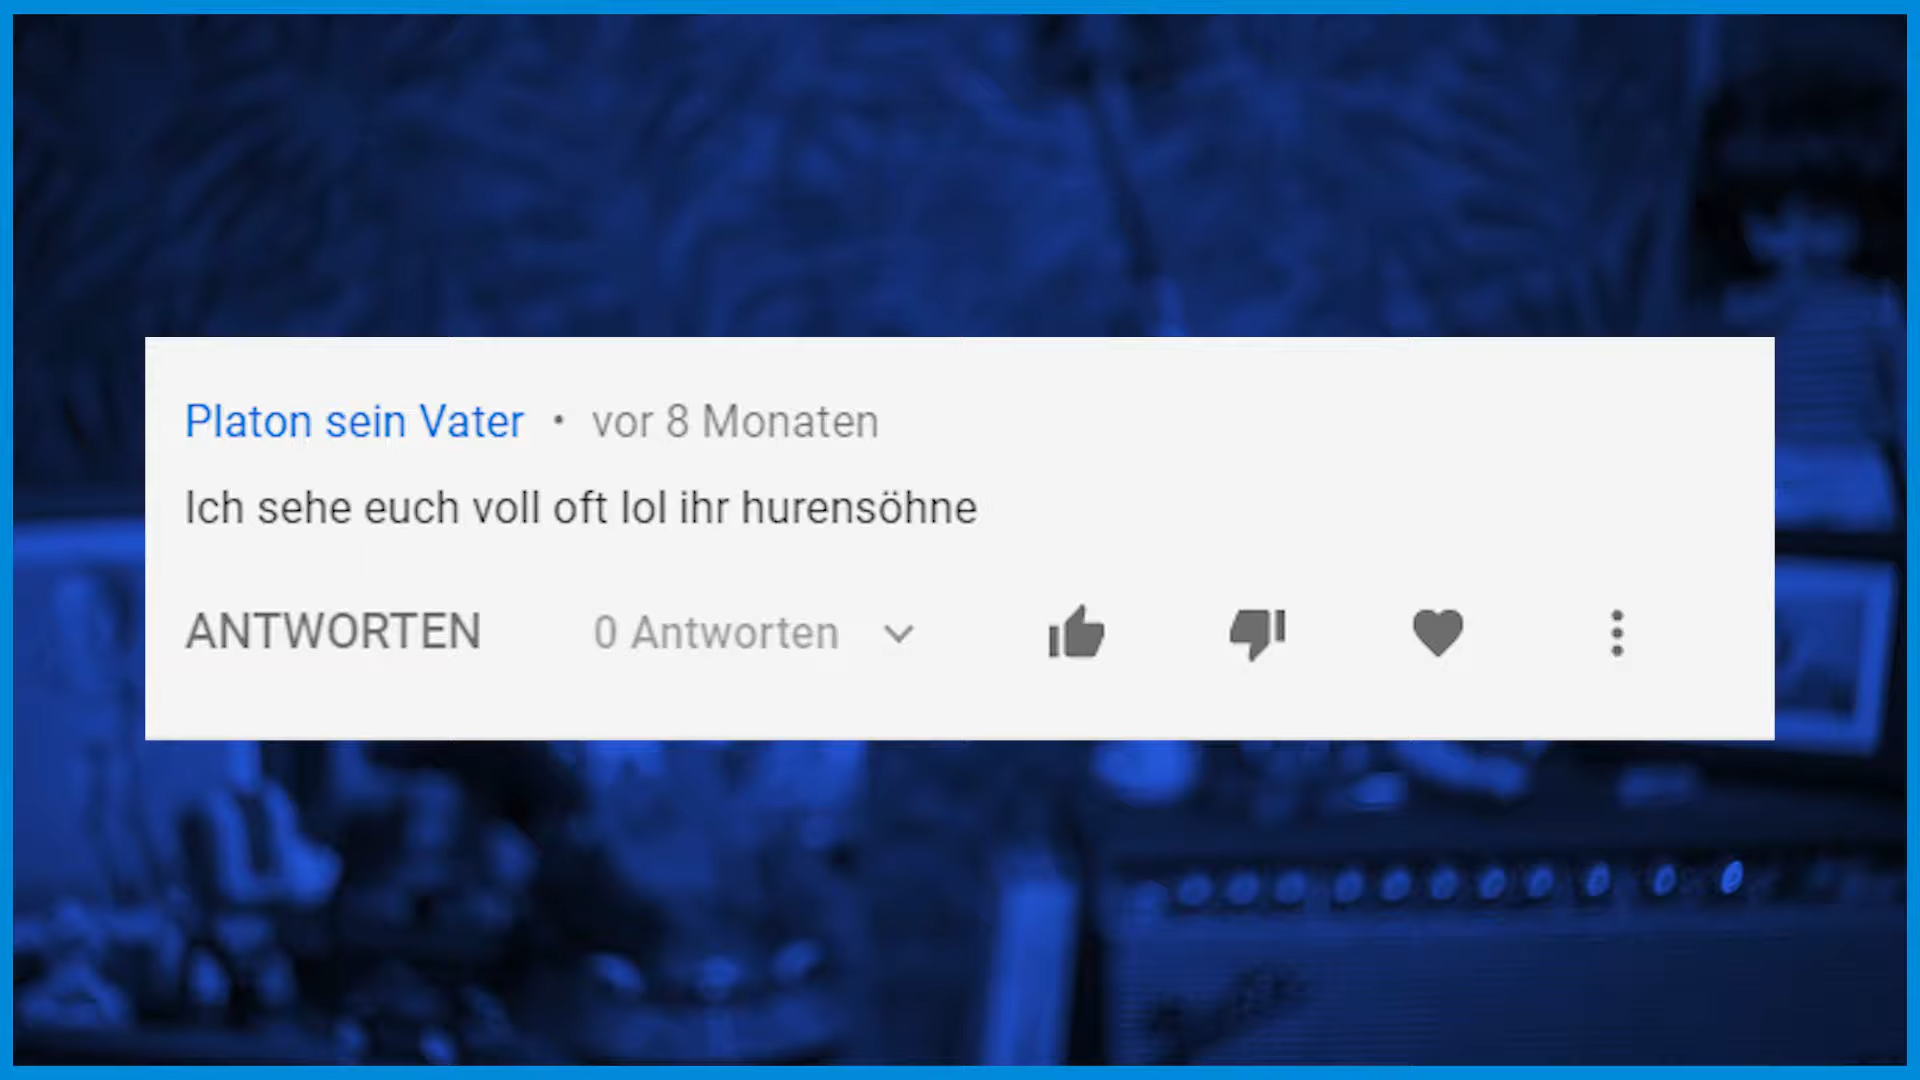 Platon sein Vater • vor 8 Monaten
Ich sehe euch voll oft lol ihr hurensöhne
ANTWORTEN 0 Antworten